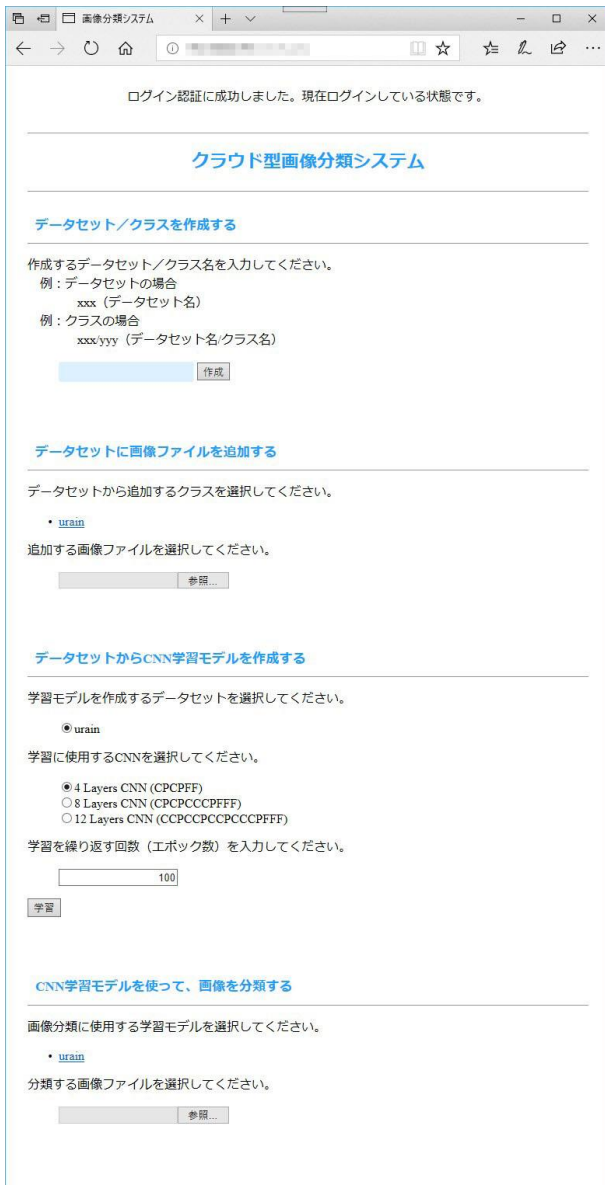 画像分類システム
ログイン認証に成功しました。現在ログインしている状態です。
クラウド型画像分類システム
データセット／クラスを作成する
作成するデータセット／クラス名を入力してください。
例：データセットの場合
xxx（データセット名）
例：クラスの場合
xxx/yyy（データセット名/クラス名）
作成
データセットに画像ファイルを追加する
データセットから追加するクラスを選択してください。
• urain
追加する画像ファイルを選択してください。
参照...
データセットからCNN学習モデルを作成する
学習モデルを作成するデータセットを選択してください。
urain
学習に使用するCNNを選択してください。
4 Layers CNN (CPCPFF)
8 Layers CNN (CPCPCCCPFFF)
12 Layers CNN (CCPCCPCCPCCCPFFF)
学習を繰り返す回数（エポック数）を入力してください。
100
学習
CNN学習モデルを使って、画像を分類する
画像分類に使用する学習モデルを選択してください。
• urain
分類する画像ファイルを選択してください。
参照...